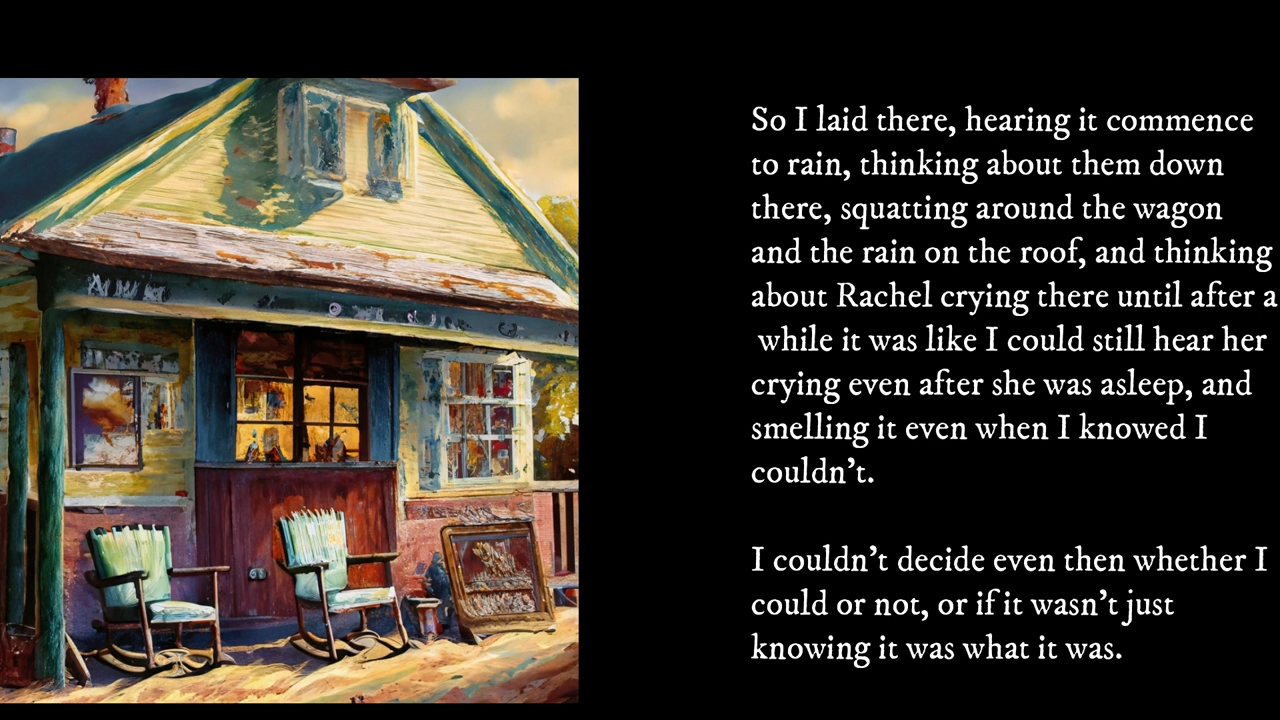 So I laid there, hearing it commence
to rain, thinking about them down
there, squatting around the wagon
and the rain on the roof, and thinking
about Rachel crying there until after a
while it was like I could still hear her
crying even after she was asleep, and
smelling it even when I knowed I
couldn't.
I couldn't decide even then whether I
could or not, or if it wasn't just
knowing it was what it was.